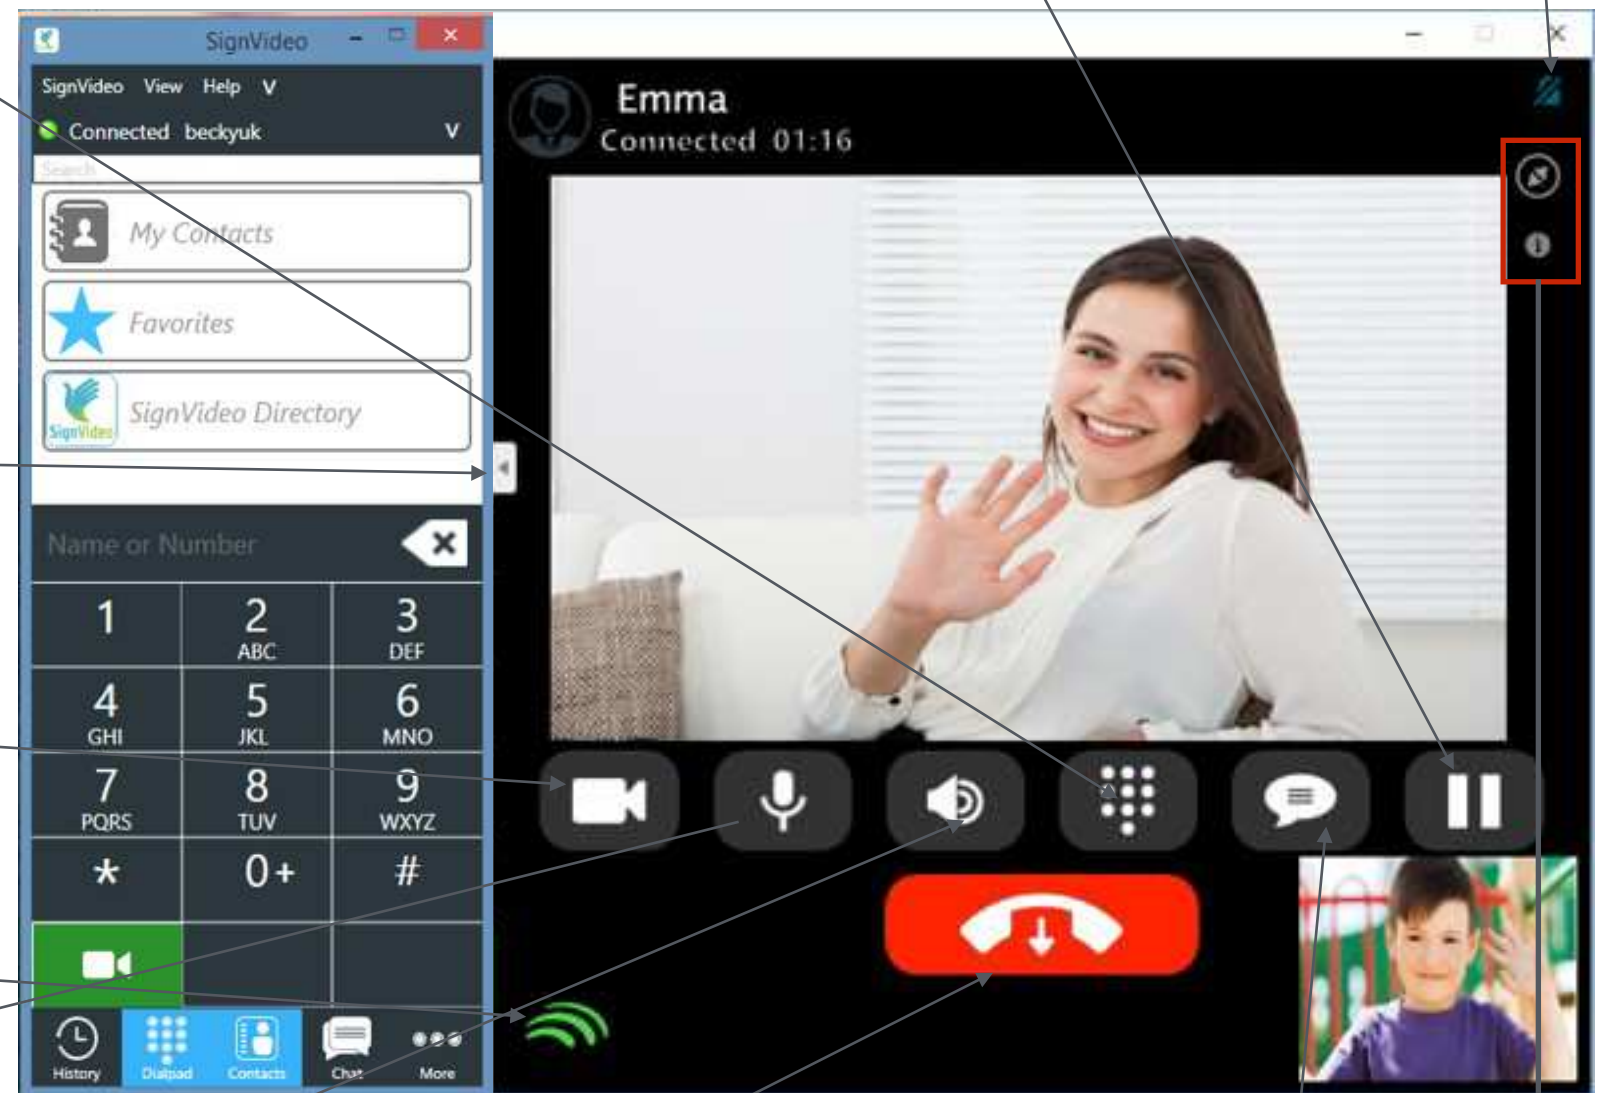 SignVideo
SignVideo View Help V
Connected beckyuk V
Search
My Contacts
Favorites
SignVideo
SignVideo Directory
Name or Number
1
2
ABC
3
DEF
4
GHI
5
JKL
6
MNO
7
PQRS
8
TUV
9
WXYZ
*
0+
#
History
Dialpad
Contacts
Chat
More
Emma
Connected 01:16